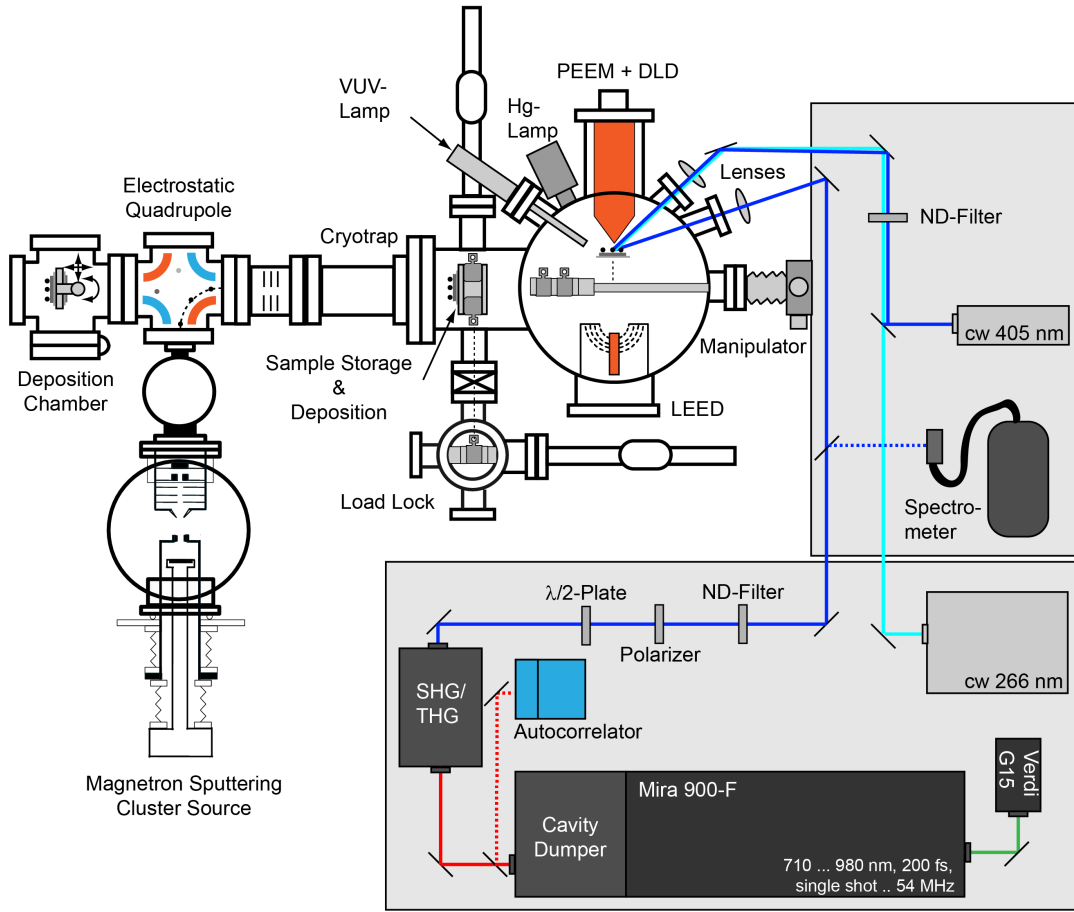 PEEM + DLD
VUV-
Lamp
Hg-
Lamp
Lenses
Electrostatic
Quadrupole
Cryotrap
ND-Filter
cw 405 nm
Manipulator
Deposition
Chamber
Sample Storage
&
Deposition
LEED
Load Lock
Spectro-
meter
λ/2-Plate
ND-Filter
Polarizer
cw 266 nm
SHG/
THG
Autocorrelator
Magnetron Sputtering
Cluster Source
Verdi
G15
Mira 900-F
Cavity
Dumper
710 ... 980 nm, 200 fs,
single shot .. 54 MHz